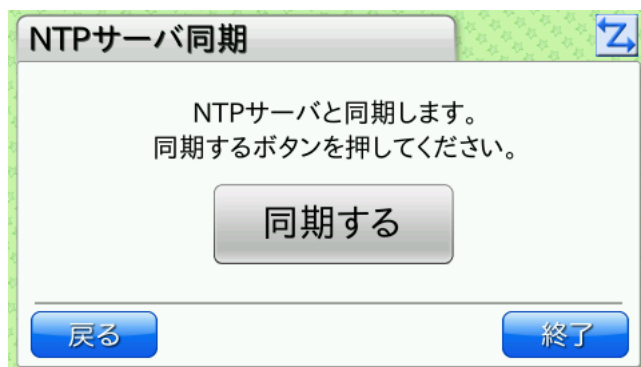 NTPサーバ同期
NTPサーバと同期します。
同期するボタンを押してください。
同期する
戻る
終了